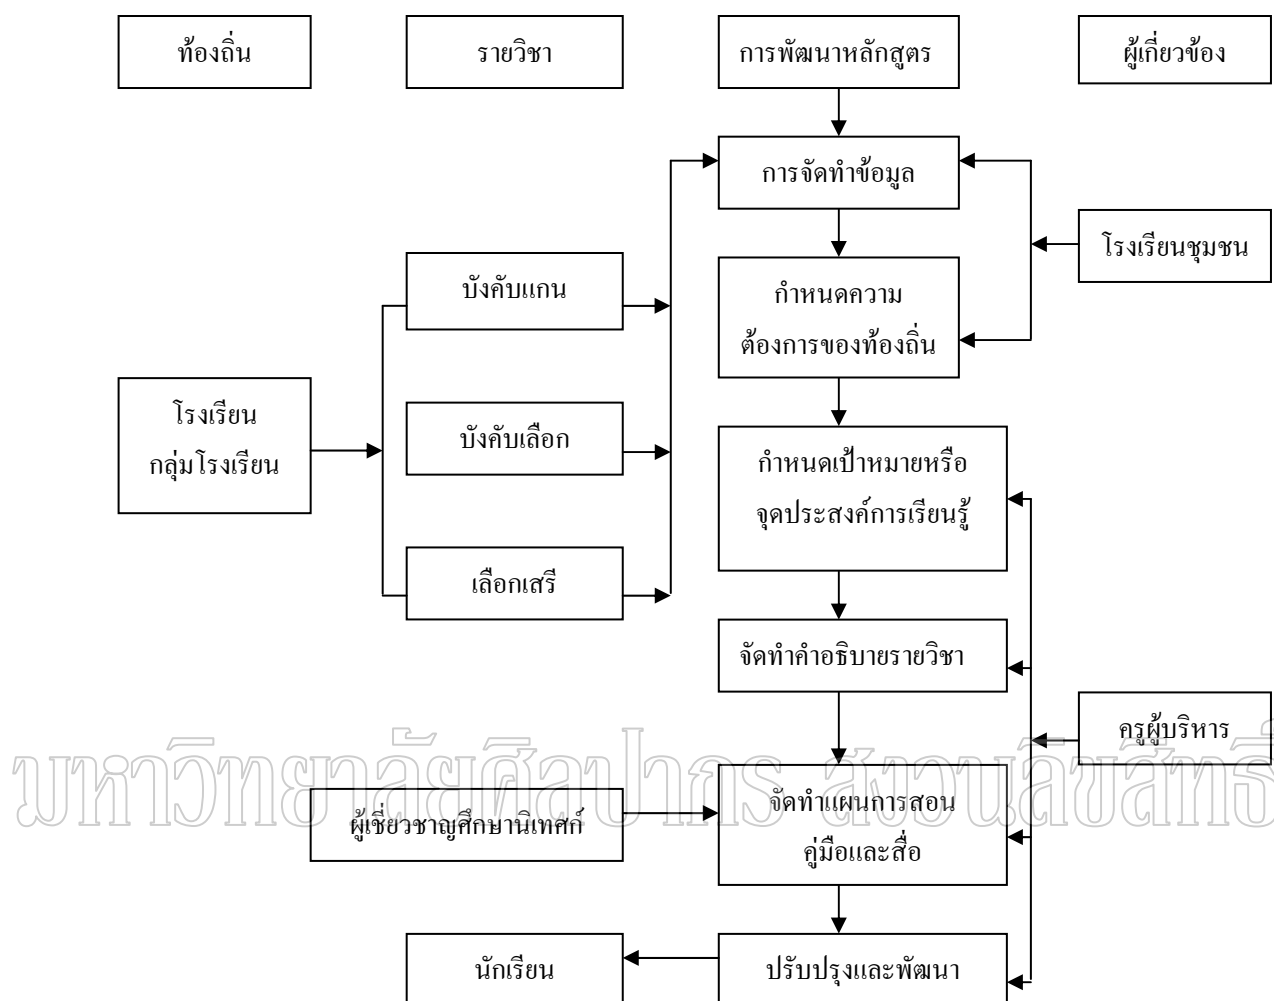 ท้องถิ่น
รายวิชา
การพัฒนาหลักสูตร
ผู้เกี่ยวข้อง
การจัดทำข้อมูล
โรงเรียนชุมชน
บังคับแกน
กำหนดความ
ต้องการของท้องถิ่น
โรงเรียน
กลุ่มโรงเรียน
บังคับเลือก
กำหนดเป้าหมายหรือ
จุดประสงค์การเรียนรู้
เลือกเสรี
จัดทำคำอธิบายรายวิชา
ครูผู้บริหาร
มหาวิทยาลัยศิลปากร สงวนลิขสิทธิ์
ผู้เชี่ยวชาญศึกษานิเทศก์
จัดทำแผนการสอน
คู่มือและสื่อ
นักเรียน
ปรับปรุงและพัฒนา